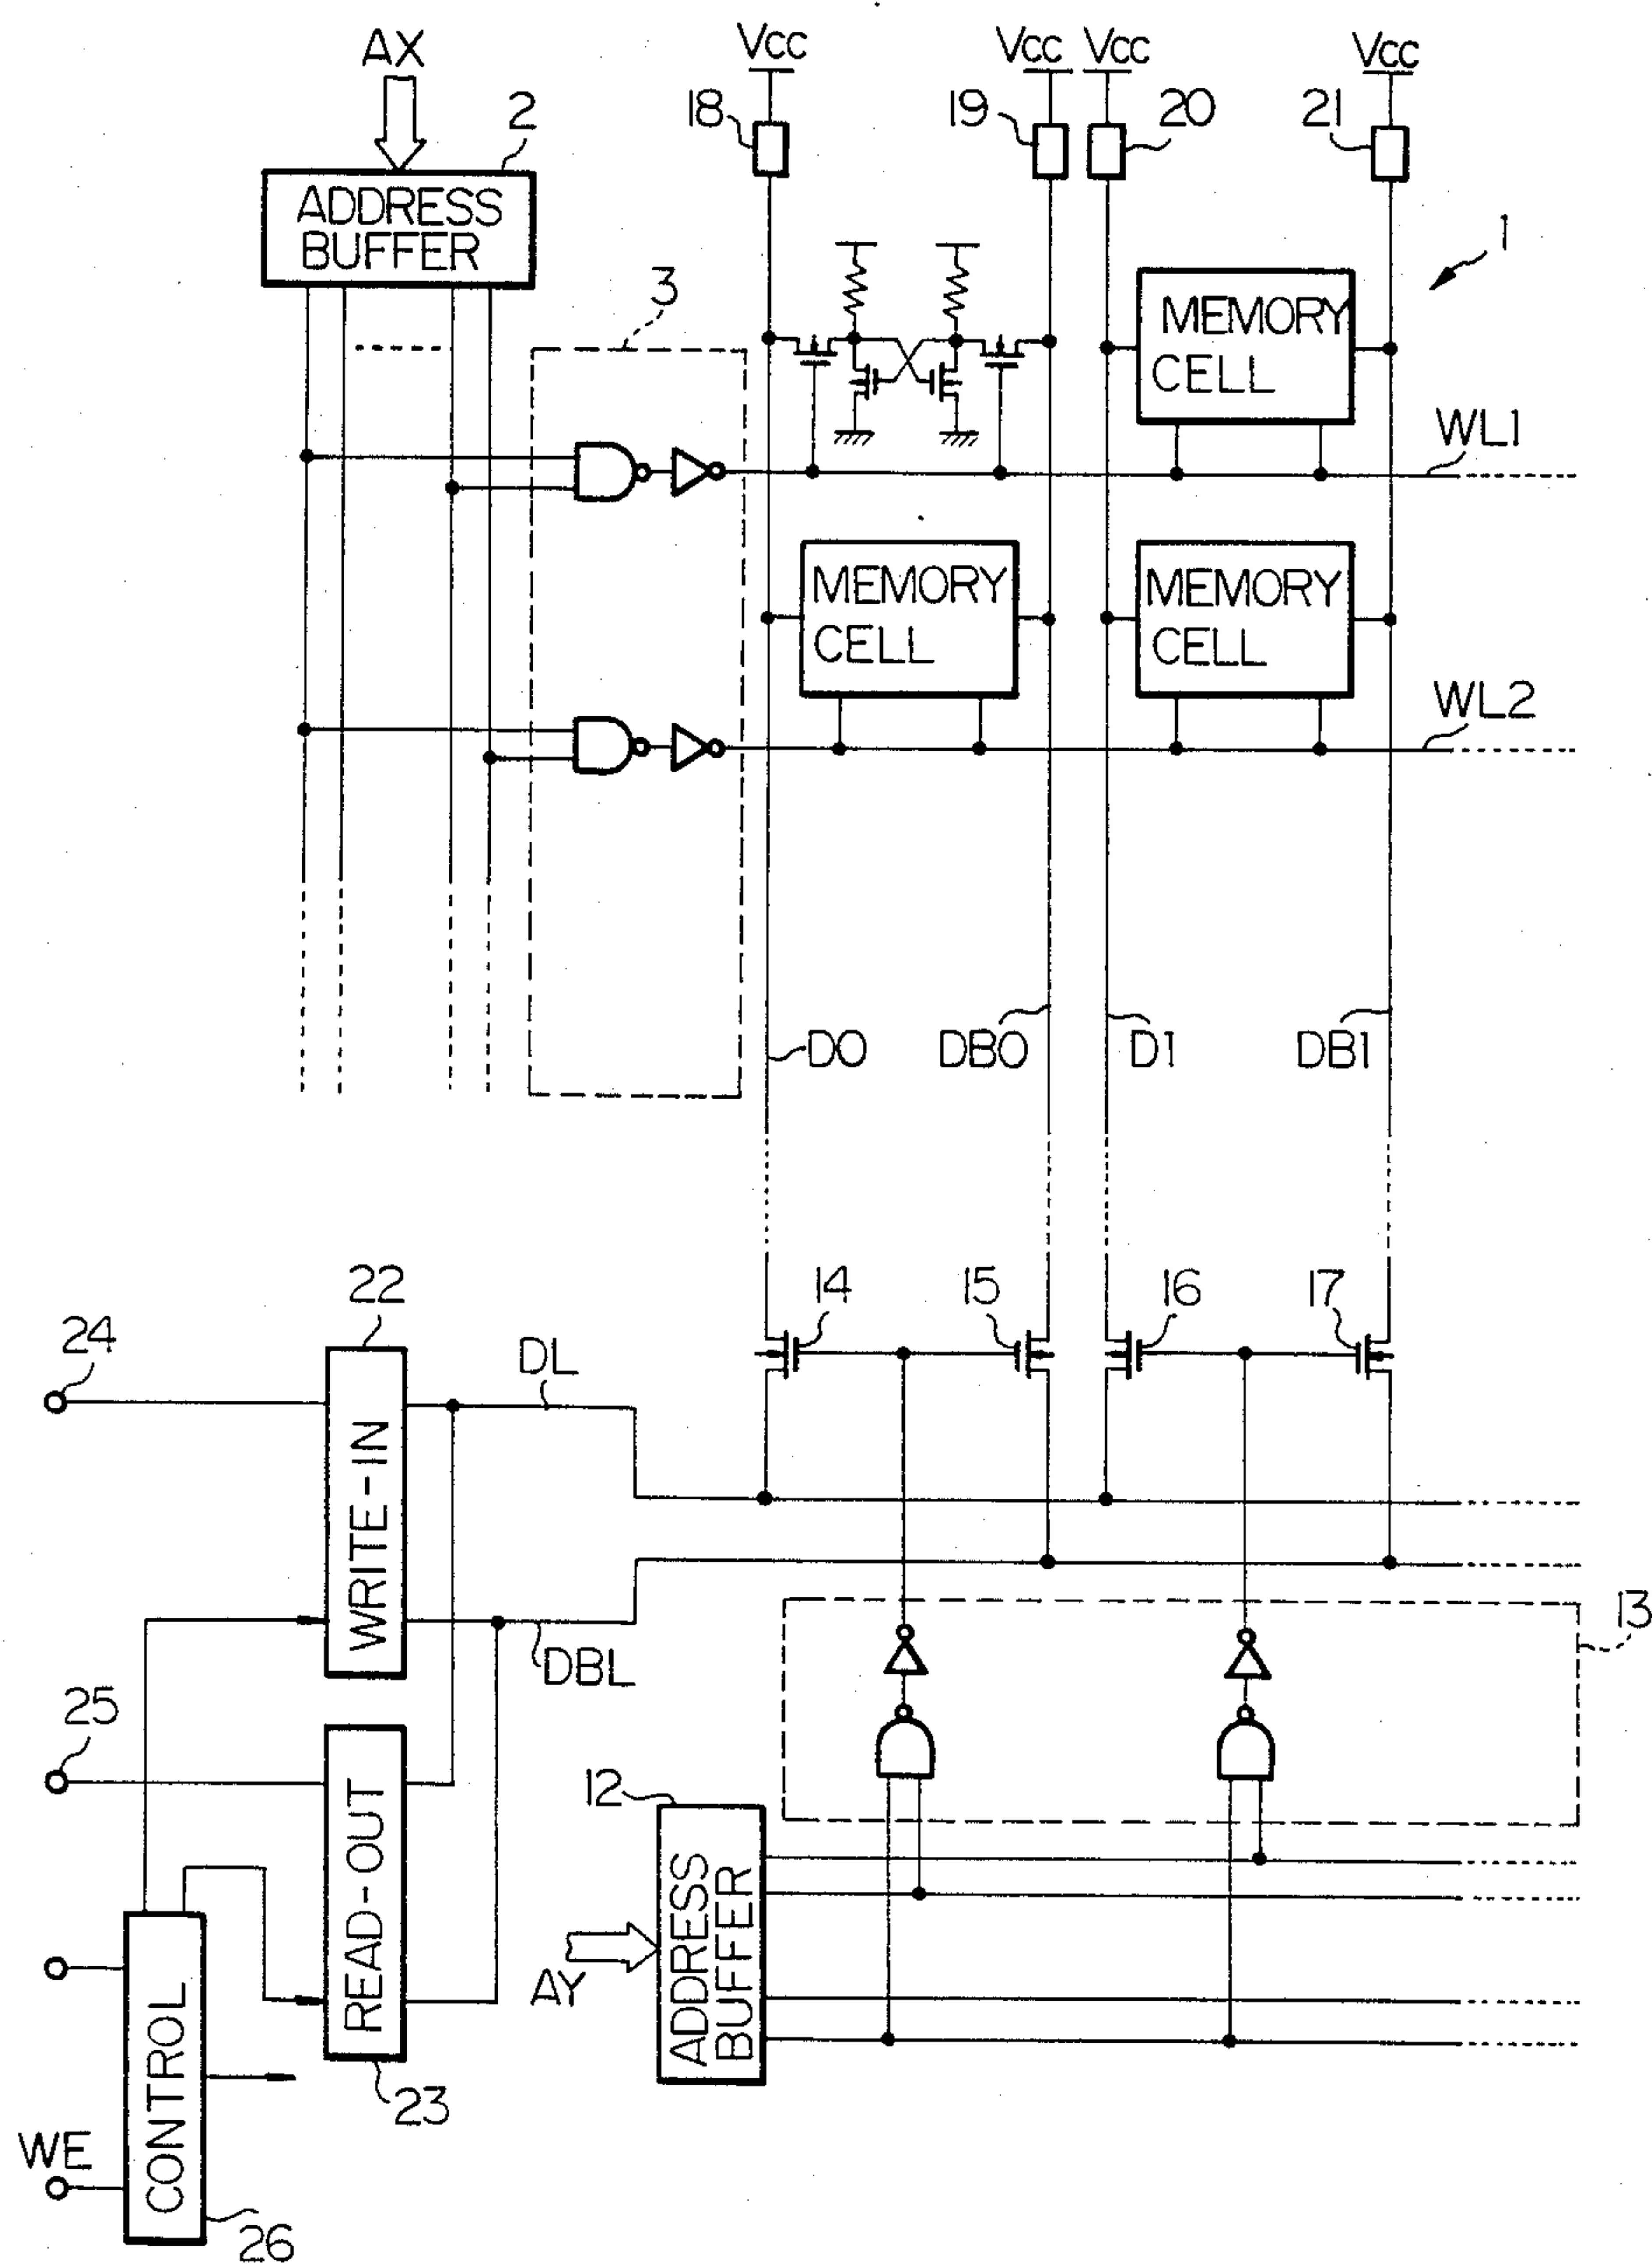 AX
VCC
VCC
VCC
VCC
18
19
20
21
2
ADDRESS
BUFFER
1
3
MEMORY
CELL
WL1
MEMORY
CELL
MEMORY
CELL
WL2
D0
DB0
D1
DB1
14
15
16
17
22
24
DL
WRITE-IN
13
DBL
25
12
READ-OUT
ADDRESS
BUFFER
AY
CONTROL
23
WE
26